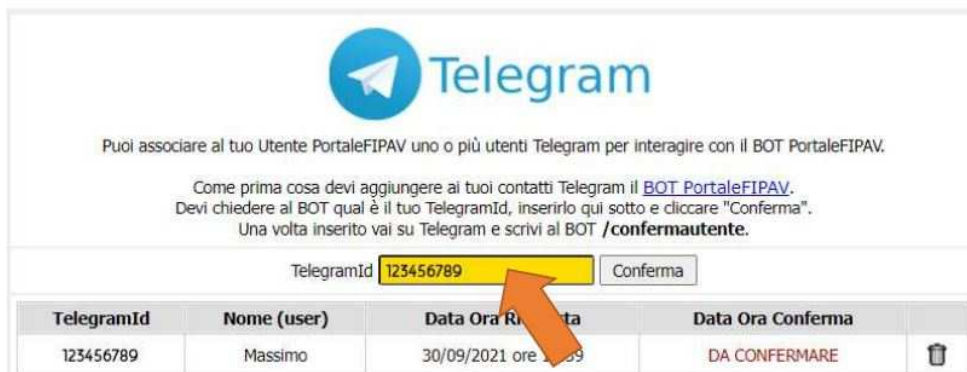 Telegram
Puoi associare al tuo Utente PortaleFIPAV uno o più utenti Telegram per interagire con il BOT PortaleFIPAV.
Come prima cosa devi aggiungere ai tuoi contatti Telegram il BOT PortaleFIPAV.
Devi chiedere al BOT qual è il tuo TelegramId, inserirlo qui sotto e cliccare "Conferma".
Una volta inserito vai su Telegram e scrivi al BOT /confermautente.
TelegramId 123456789 Conferma
TelegramId Nome (user) Data Ora Data Ora Conferma
123456789 Massimo 30/09/2021 ore DA CONFERMARE